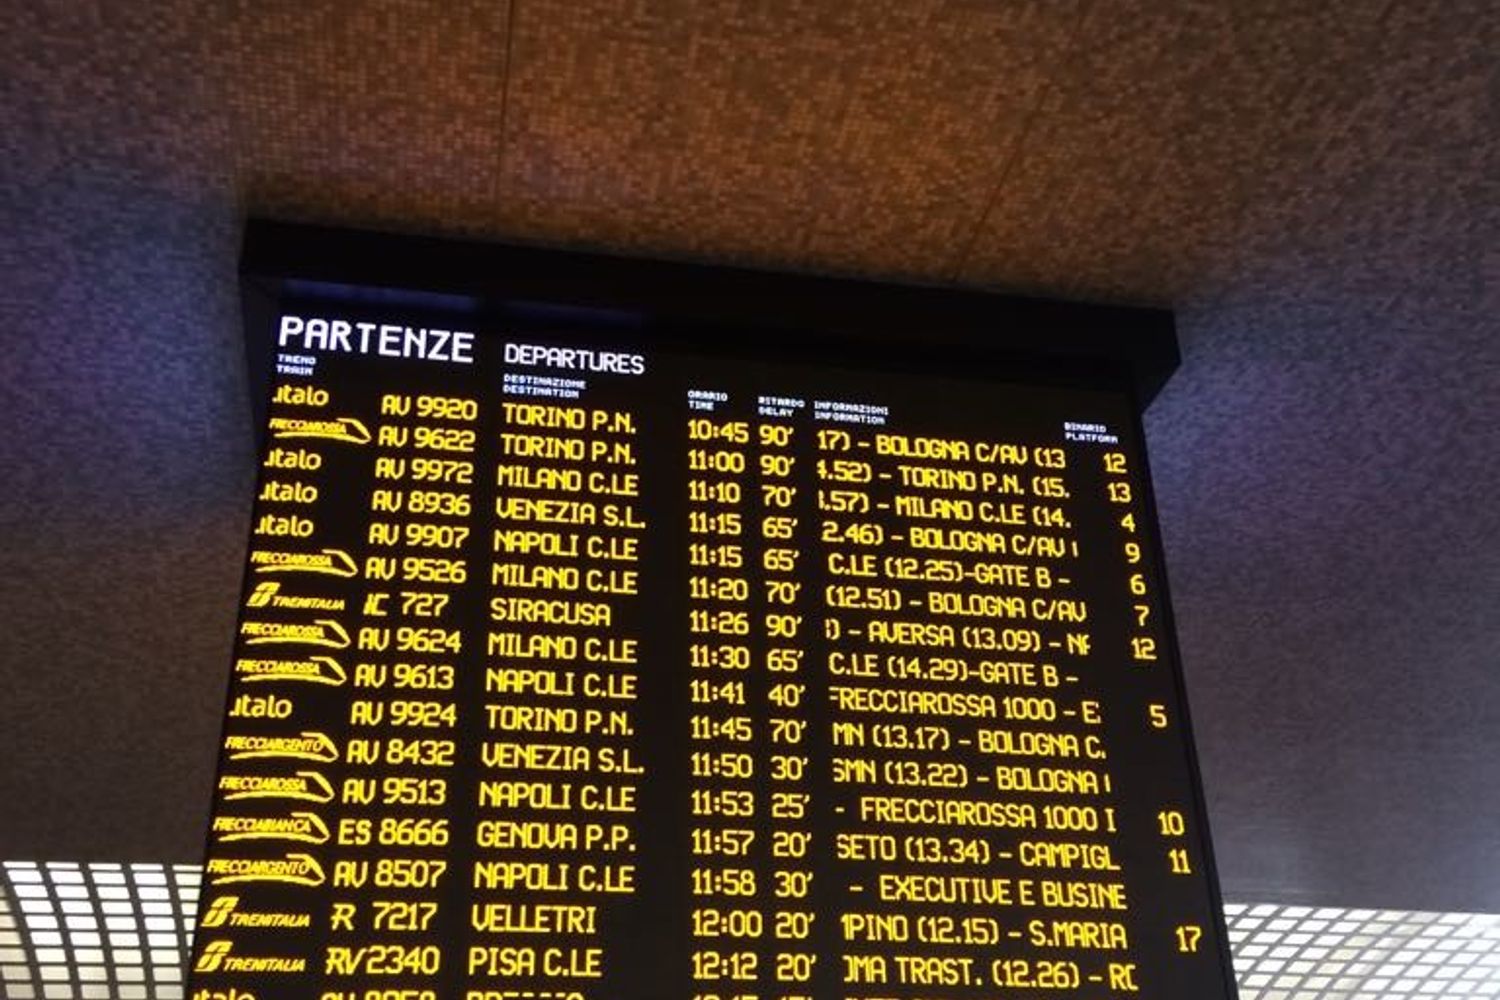 PARTENZE DEPARTURES
TRENO DESTINAZIONE ORARIO RITARDO INFORMAZIONI BINARIO
TRAIN DESTINATION TIME DELAY INFORMATION PLATFORM
italo AV 9920 TORINO P.N. 10:45 90' 17) - BOLOGNA C/AV (13 12
FRECCIAROSSA AV 9622 TORINO P.N. 11:00 90' 4.52) - TORINO P.N. (15. 13
italo AV 9972 MILANO C.LE 11:10 70' .57) - MILANO C.LE (14. 4
italo AV 8936 VENEZIA S.L. 11:15 65' 2.46) - BOLOGNA C/AV 9
italo AV 9907 NAPOLI C.LE 11:15 65' C.LE (12.25)-GATE B - 6
FRECCIAROSSA AV 9526 MILANO C.LE 11:20 70' (12.51) - BOLOGNA C/AV 7
TRENITALIA IC 727 SIRACUSA 11:26 90' ) - AVERSA (13.09) - 12
FRECCIAROSSA AV 9624 MILANO C.LE 11:30 65' C.LE (14.29)-GATE B -
FRECCIAROSSA AV 9613 NAPOLI C.LE 11:41 40' FRECCIAROSSA 1000 - 5
italo AV 9924 TORINO P.N. 11:45 70' MN (13.17) - BOLOGNA C.
FRECCIARGENTO AV 8432 VENEZIA S.L. 11:50 30' SMN (13.22) - BOLOGNA
FRECCIAROSSA AV 9513 NAPOLI C.LE 11:53 25' - FRECCIAROSSA 1000 I 10
FRECCIABIANCA ES 8666 GENOVA P.P. 11:57 20' SETO (13.34) - CAMPIGL 11
FRECCIARGENTO AV 8507 NAPOLI C.LE 11:58 30' - EXECUTIVE E BUSINE
TRENITALIA R 7217 VELLETRI 12:00 20' MPINO (12.15) - S.MARIA 17
TRENITALIA RV 2340 PISA C.LE 12:12 20' OMA TRAST. (12.26) - RO
italo AV